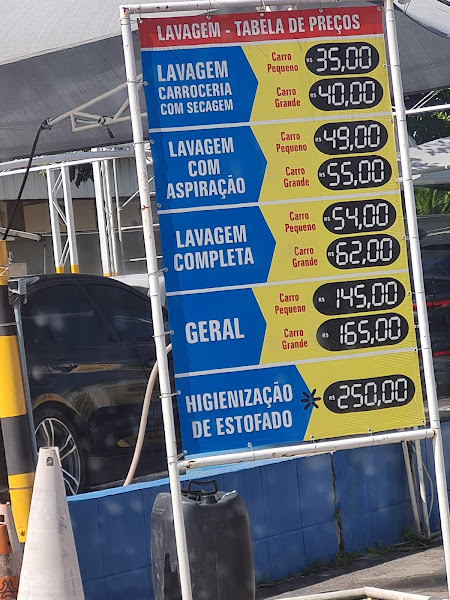 LAVAGEM - TABELA DE PREÇOS
LAVAGEM
CARROCERIA
COM SECAGEM
Carro
Pequeno
R$ 35,00
Carro
Grande
R$ 40,00
LAVAGEM
COM
ASPIRAÇÃO
Carro
Pequeno
R$ 49,00
Carro
Grande
R$ 55,00
LAVAGEM
COMPLETA
Carro
Pequeno
R$ 54,00
Carro
Grande
R$ 62,00
GERAL
Carro
Pequeno
R$ 145,00
Carro
Grande
R$ 165,00
HIGIENIZAÇÃO
DE ESTOFADO
* R$ 250,00